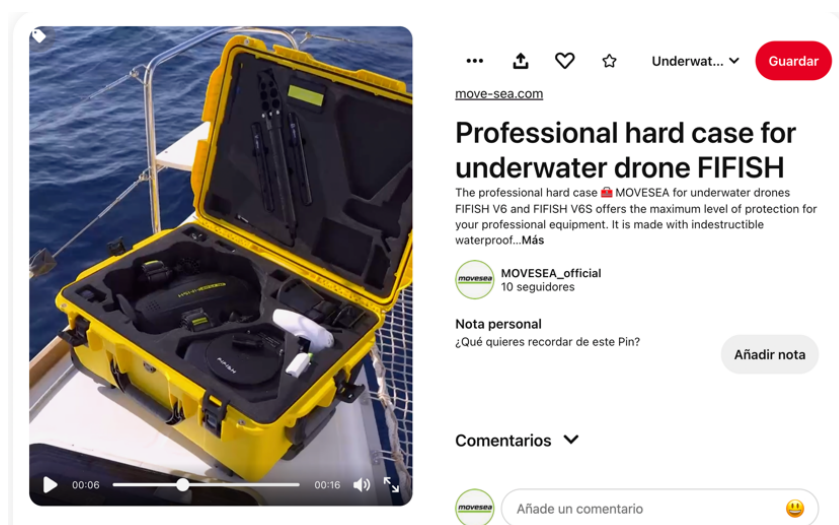 Underwat...
Guardar
move-sea.com
Professional hard case for
underwater drone FIFISH
The professional hard case 🧰 MOVESEA for underwater drones
FIFISH V6 and FIFISH V6S offers the maximum level of protection for
your professional equipment. It is made with indestructible
waterproof...Más
movesea
MOVESEA_official
10 seguidores
Nota personal
¿Qué quieres recordar de este Pin?
Añadir nota
Comentarios
movesea
Añade un comentario
FIFISH
00:06
00:16